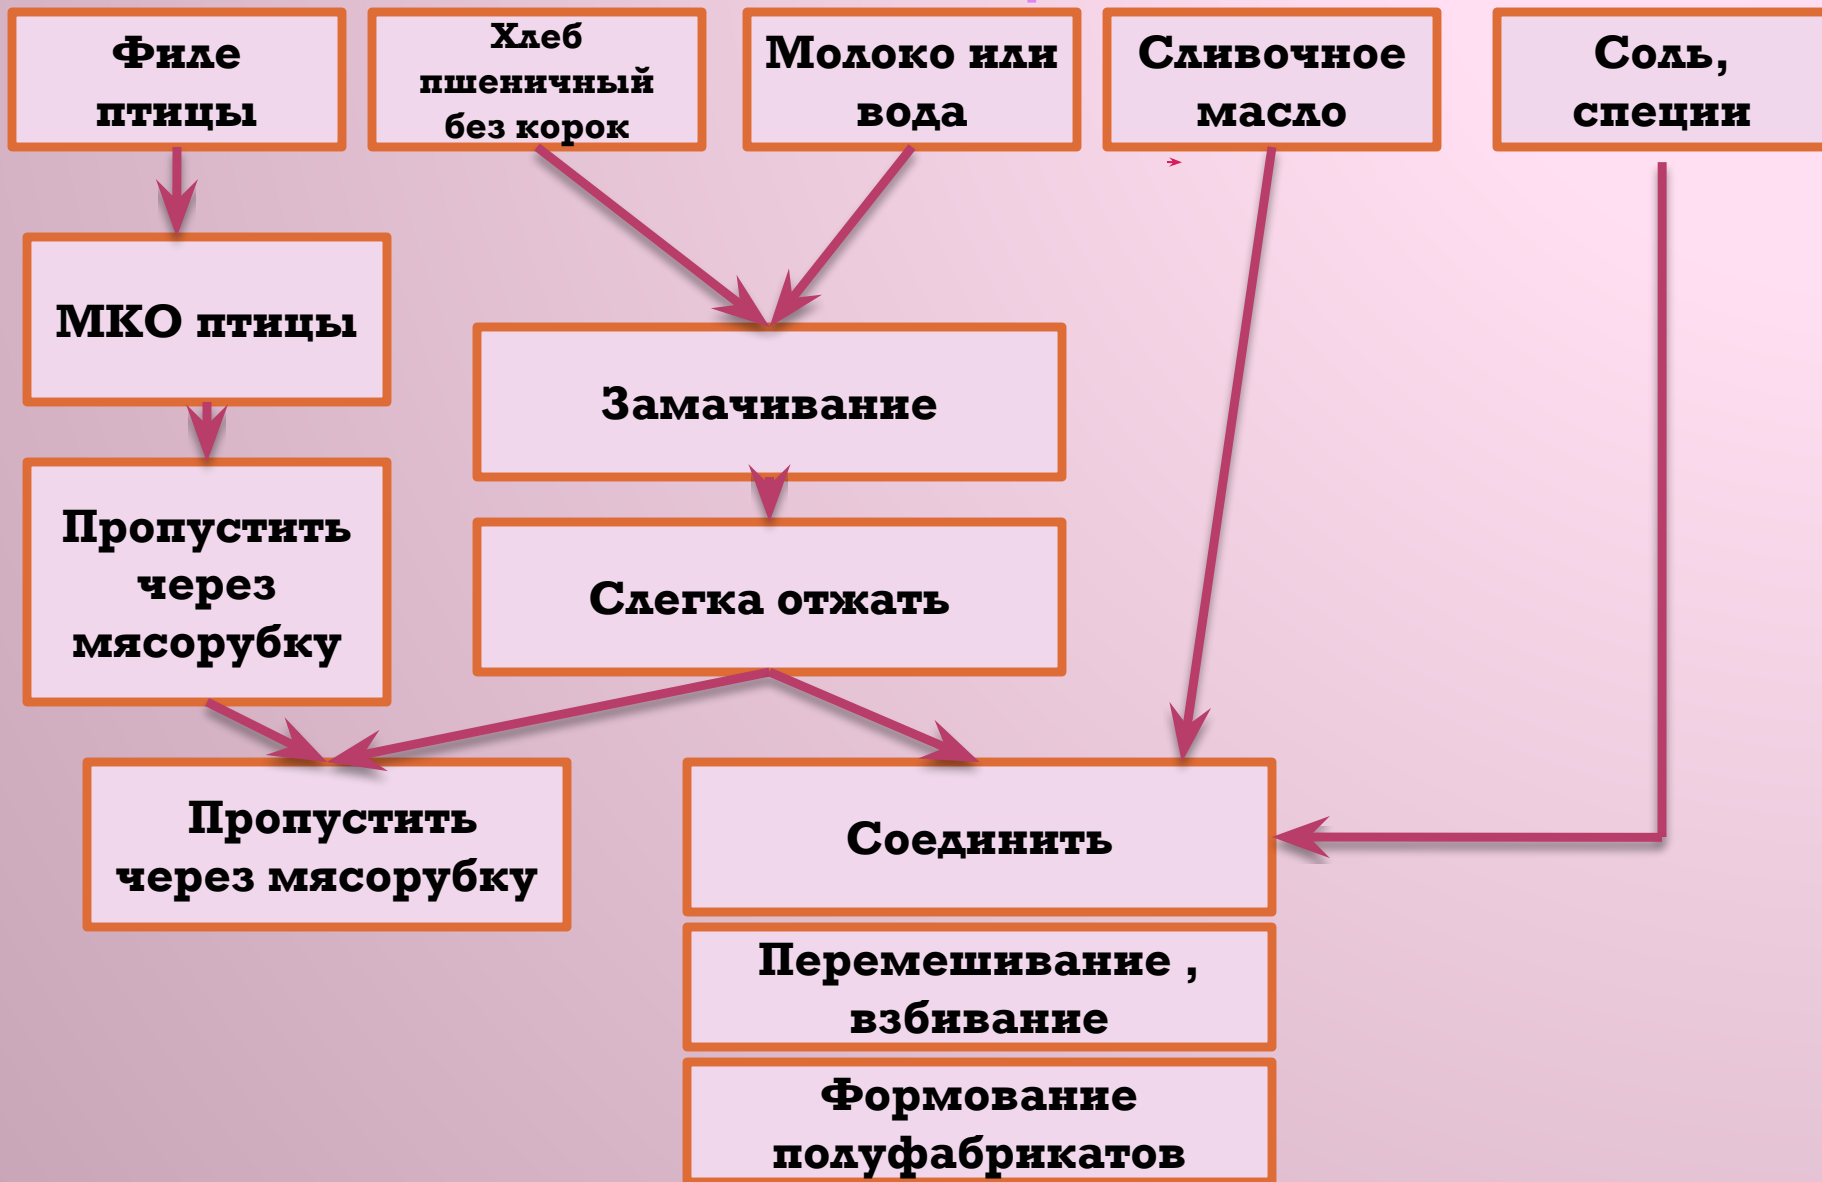 Филе
птицы
Хлеб
пшеничный
без корок
Молоко или
вода
Сливочное
масло
Соль,
специи
МКО птицы
Замачивание
Пропустить
через
мясорубку
Слегка отжать
Пропустить
через мясорубку
Соединить
Перемешивание ,
взбивание
Формование
полуфабрикатов